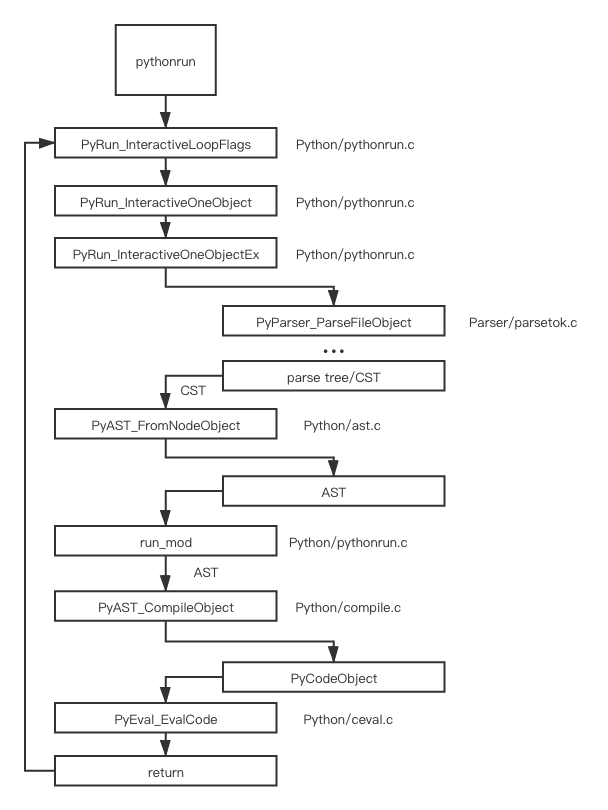 pythonrun
PyRun_InteractiveLoopFlags Python/pythonrun.c
PyRun_InteractiveOneObject Python/pythonrun.c
PyRun_InteractiveOneObjectEx Python/pythonrun.c
PyParser_ParseFileObject Parser/parsetok.c
...
parse tree/CST
CST
PyAST_FromNodeObject Python/ast.c
AST
run_mod Python/pythonrun.c
AST
PyAST_CompileObject Python/compile.c
PyCodeObject
PyEval_EvalCode Python/ceval.c
return